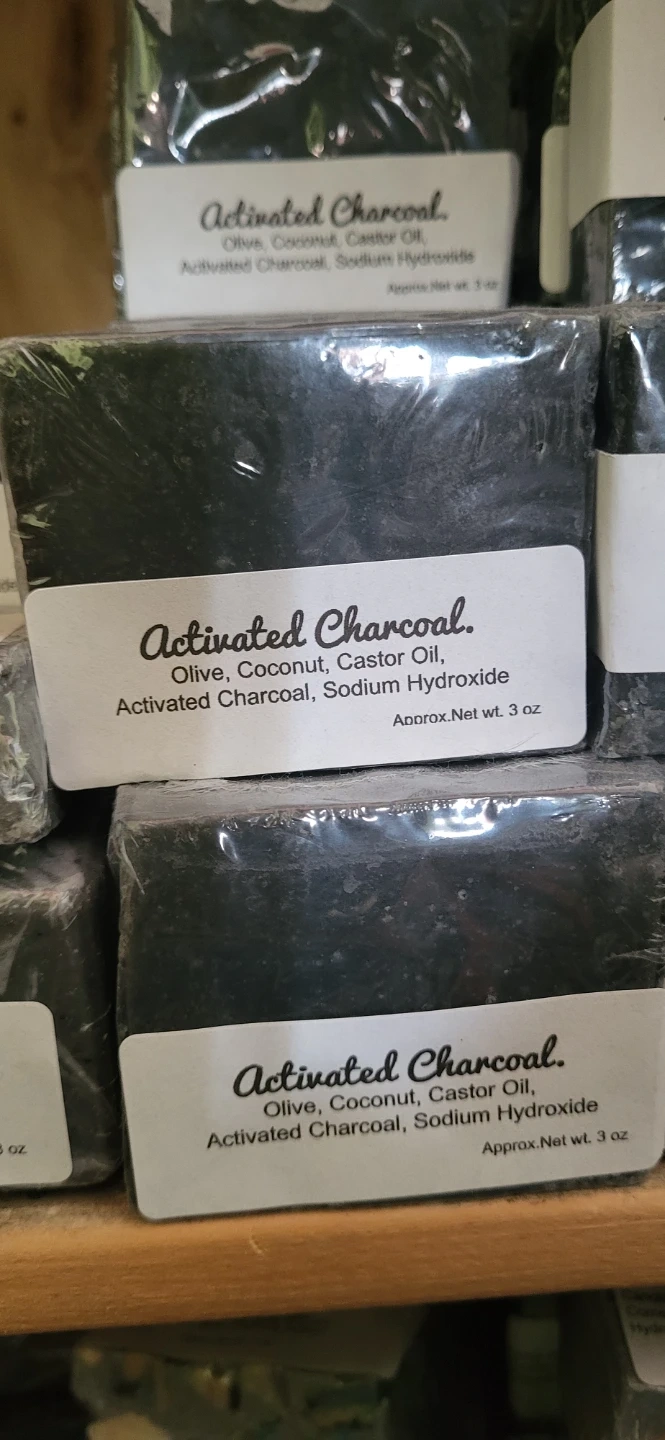 Activated Charcoal.
Olive, Coconut, Castor Oil,
Activated Charcoal, Sodium Hydroxide
Approx.Net wt. 3 oz
Activated Charcoal.
Olive, Coconut, Castor Oil,
Activated Charcoal, Sodium Hydroxide
Approx.Net wt. 3 oz
Activated Charcoal.
Olive, Coconut, Castor Oil,
Activated Charcoal, Sodium Hydroxide
Approx.Net wt. 3 oz
oz